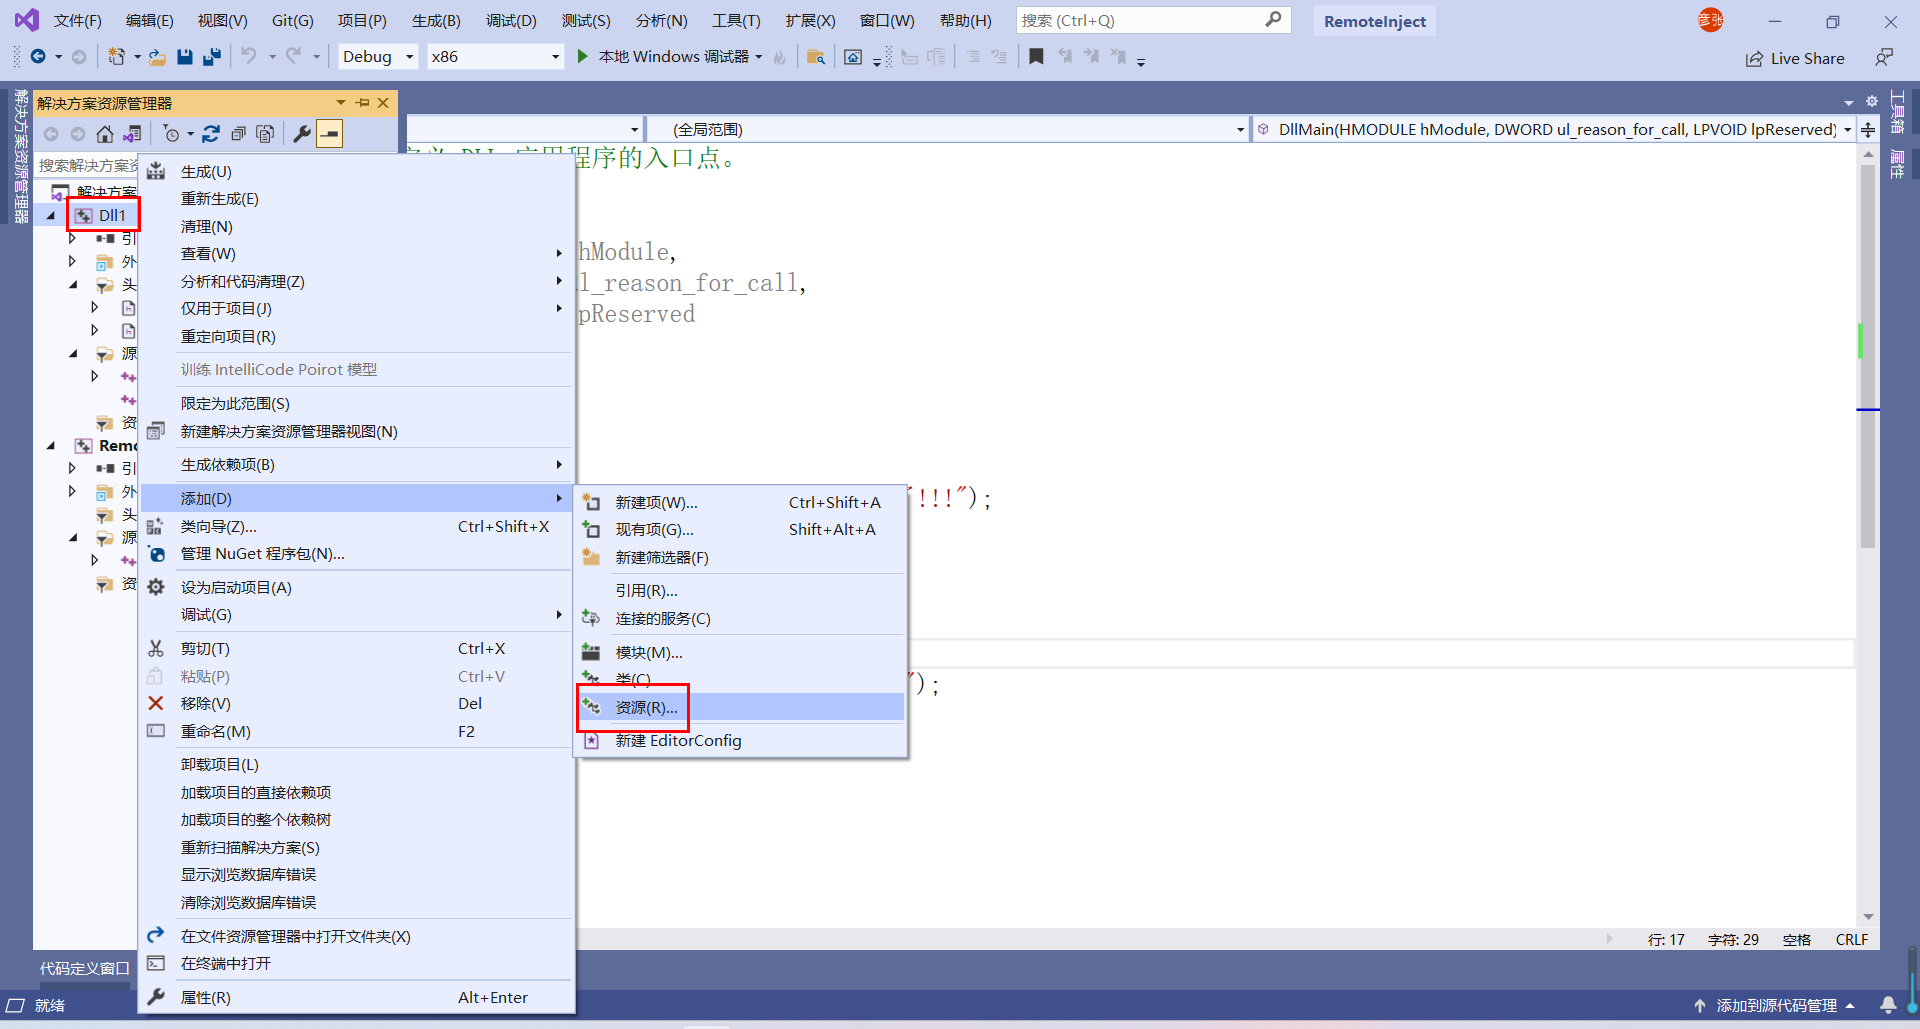 文件(F) 编辑(E) 视图(V) Git(G) 项目(P) 生成(B) 调试(D) 测试(S) 分析(N) 工具(T) 扩展(X) 窗口(W) 帮助(H) 搜索 (Ctrl+Q) RemoteInject 彦张
Debug x86 本地 Windows 调试器 Live Share
解决方案资源管理器
解决方案资源管理器
工具箱
属性
(全局范围) DllMain(HMODULE hModule, DWORD ul_reason_for_call, LPVOID lpReserved)
搜索解决方案资
程序的入口点。
解决方案
Dll1
引
外
头
源
资
Remo
引
外
头
源
资
生成(U)
重新生成(E)
清理(N)
查看(W)
分析和代码清理(Z)
仅用于项目(J)
重定向项目(R)
训练 IntelliCode Poirot 模型
限定为此范围(S)
新建解决方案资源管理器视图(N)
生成依赖项(B)
添加(D)
类向导(Z)... Ctrl+Shift+X
管理 NuGet 程序包(N)...
设为启动项目(A)
调试(G)
剪切(T) Ctrl+X
粘贴(P) Ctrl+V
移除(V) Del
重命名(M) F2
卸载项目(L)
加载项目的直接依赖项
加载项目的整个依赖树
重新扫描解决方案(S)
显示浏览数据库错误
清除浏览数据库错误
在文件资源管理器中打开文件夹(X)
在终端中打开
属性(R) Alt+Enter
新建项(W)... Ctrl+Shift+A
现有项(G)... Shift+Alt+A
新建筛选器(F)
引用(R)...
连接的服务(C)
模块(M)...
类(C)
资源(R)...
新建 EditorConfig
hModule,
l_reason_for_call,
pReserved
!!!");
");
行: 17 字符: 29 空格 CRLF
代码定义窗口
就绪 添加到源代码管理